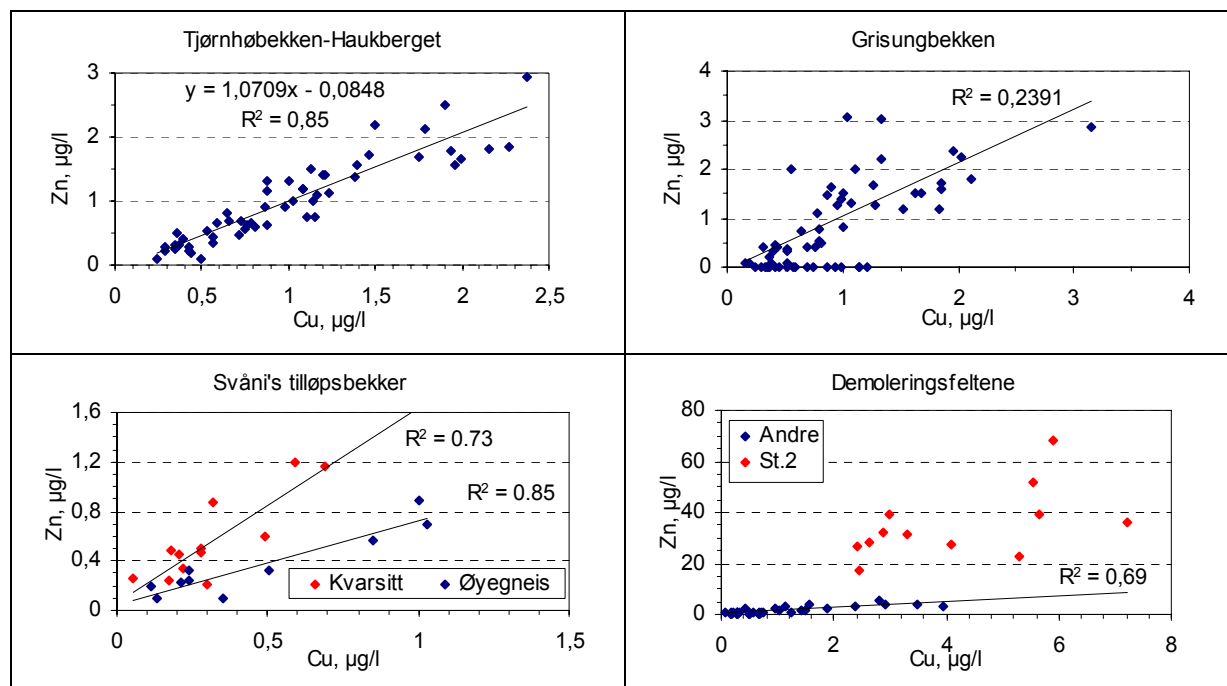 Tjørnhøbekken-Haukberget
y = 1,0709x - 0,0848
R² = 0,85
Zn, µg/l
3
2
1
0
0 0,5 1 1,5 2 2,5
Cu, µg/l
Grisungbekken
R² = 0,2391
Zn, µg/l
4
3
2
1
0
0 1 2 3 4
Cu, µg/l
Svåni's tilløpsbekker
R² = 0.73
R² = 0.85
Zn, µg/l
1,6
1,2
0,8
0,4
0
Kvarsitt Øyegneis
0 0,5 1 1,5
Cu, µg/l
Demoleringsfeltene
Andre
St.2
R² = 0,69
Zn, µg/l
80
60
40
20
0
0 2 4 6 8
Cu, µg/l